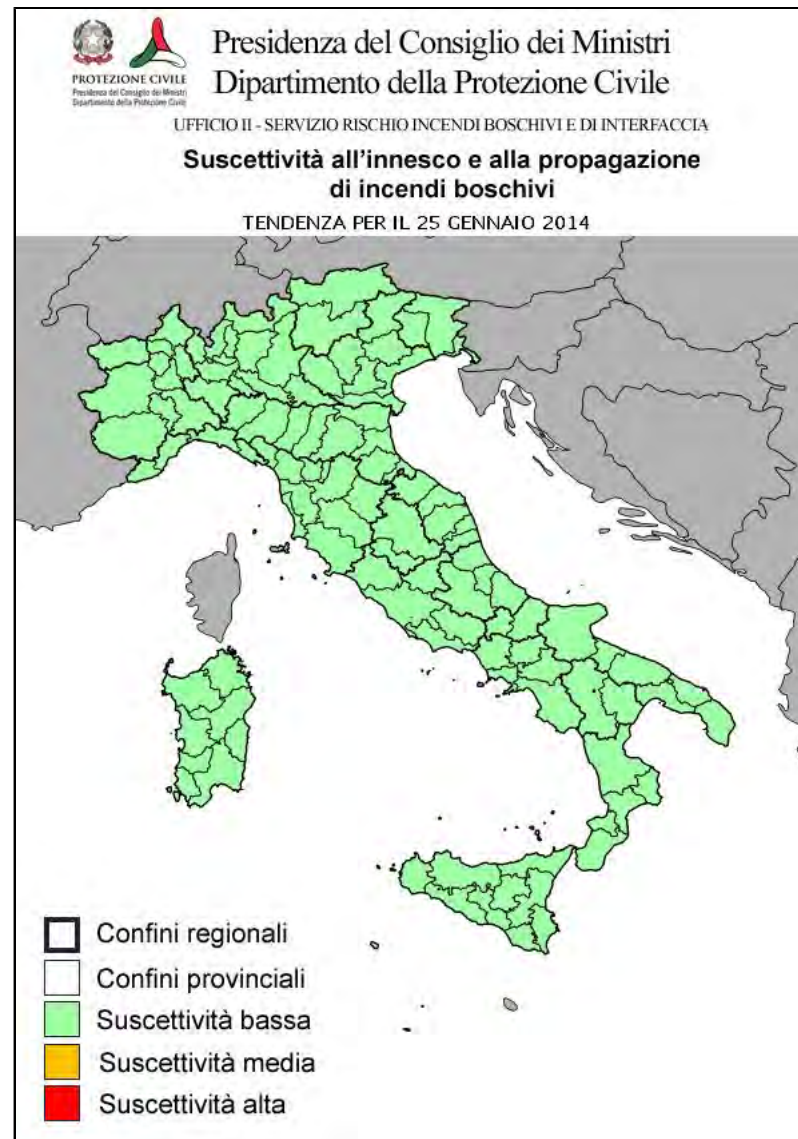 Presidenza del Consiglio dei Ministri
Dipartimento della Protezione Civile
PROTEZIONE CIVILE
Presidenza del Consiglio dei Ministri
Dipartimento della Protezione Civile
UFFICIO II - SERVIZIO RISCHIO INCENDI BOSCHIVI E DI INTERFACCIA
Suscettività all'innesco e alla propagazione
di incendi boschivi
TENDENZA PER IL 25 GENNAIO 2014
Confini regionali
Confini provinciali
Suscettività bassa
Suscettività media
Suscettività alta